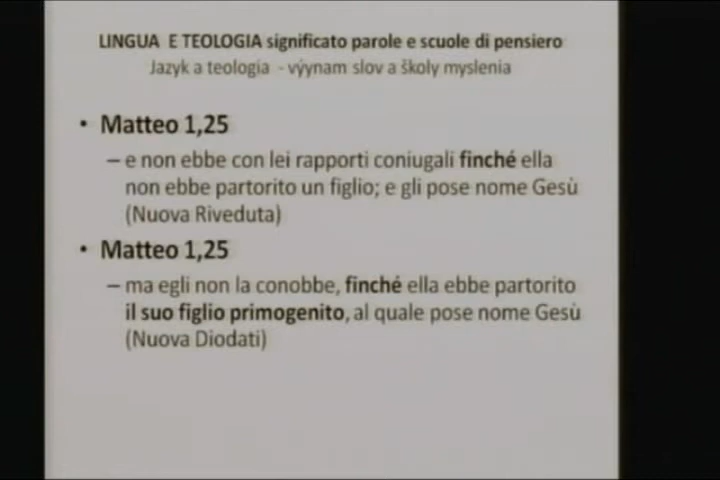 LINGUA E TEOLOGIA significato parole e scuole di pensiero
Jazyk a teologia - výynam slov a školy myslenia
• Matteo 1,25
– e non ebbe con lei rapporti coniugali finché ella
non ebbe partorito un figlio; e gli pose nome Gesù
(Nuova Riveduta)
• Matteo 1,25
– ma egli non la conobbe, finché ella ebbe partorito
il suo figlio primogenito, al quale pose nome Gesù
(Nuova Diodati)